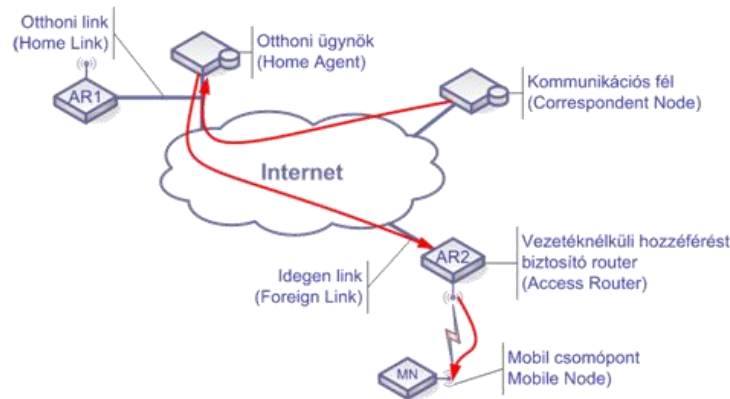 Otthoni link
(Home Link)
AR1
Otthoni ügynök
(Home Agent)
Kommunikációs fél
(Correspondent Node)
Internet
Idegen link
(Foreign Link)
AR2
Vezetéknélküli hozzéférést
biztosító router
(Access Router)
MN
Mobil csomópont
Mobile Node)